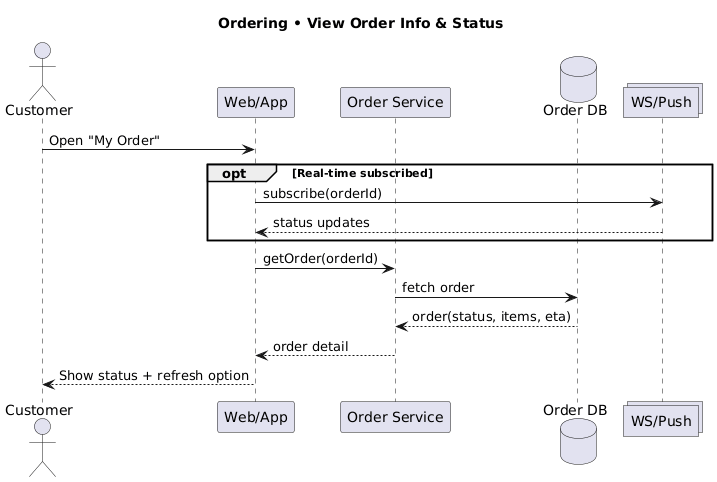 Ordering • View Order Info & Status
Customer
Web/App
Order Service
Order DB
WS/Push
Open "My Order"
opt
[Real-time subscribed]
subscribe(orderId)
status updates
getOrder(orderId)
fetch order
order(status, items, eta)
order detail
Show status + refresh option
Customer
Web/App
Order Service
Order DB
WS/Push